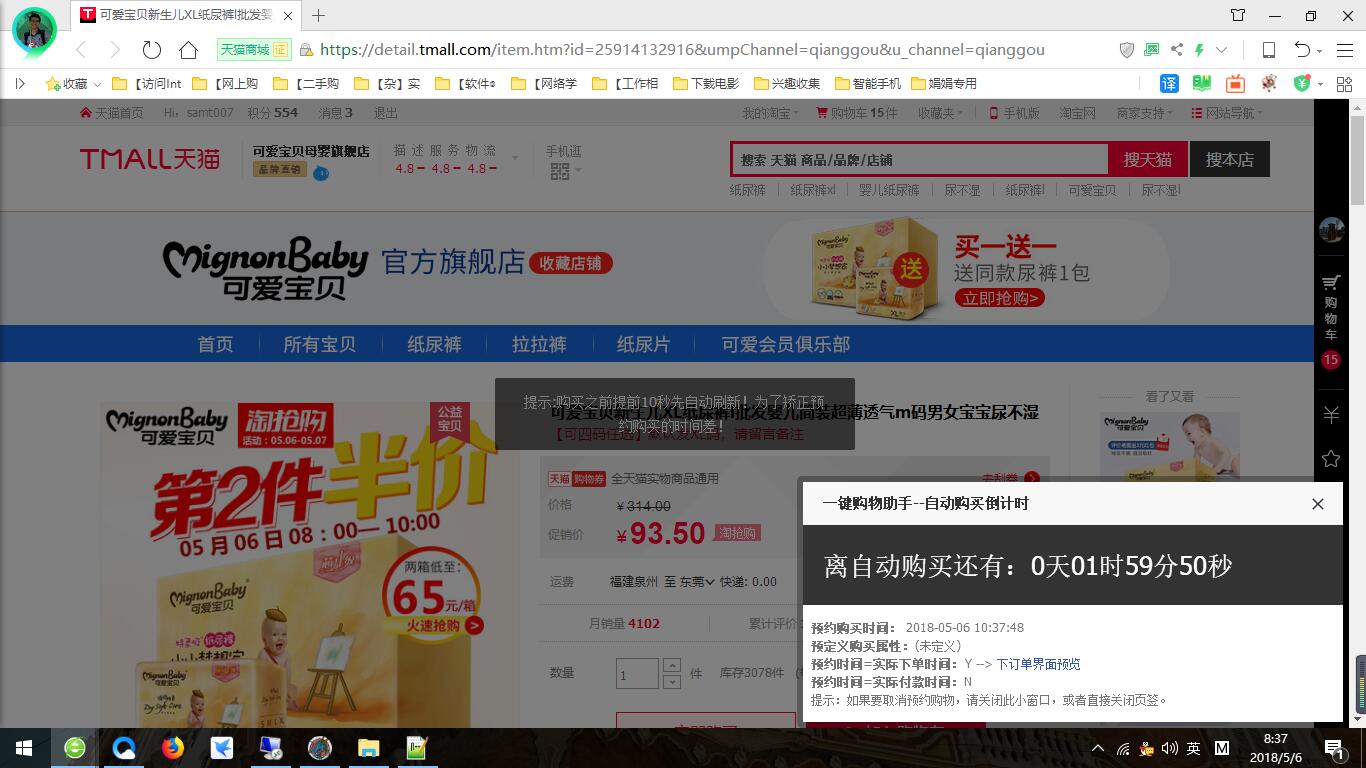 可爱宝贝新生儿XL纸尿裤!批发婴
天猫商城 证
https://detail.tmall.com/item.htm?id=25914132916&umpChannel=qianggou&u_channel=qianggou
收藏
【访问Int
【网上购
【二手购
【杂】实
【软件®
【网络学
【工作相
下载电影
兴趣收集
智能手机
娟娟专用
译
天猫首页 Hi，samt007 积分 554 消息 3 退出
我的淘宝 购物车 15件 收藏夹 手机版 淘宝网 商家支持 网站导航
TMALL天猫
可爱宝贝母婴旗舰店
品牌直销
描述 服务 物流
4.8 4.8 4.8
手机逛
搜索 天猫 商品/品牌/店铺
搜天猫
搜本店
纸尿裤 纸尿裤xl 婴儿纸尿裤 尿不湿 纸尿裤l 可爱宝贝 尿不湿l
MignonBaby
可爱宝贝
官方旗舰店
收藏店铺
送
买一送一
送同款尿裤1包
立即抢购>
首页 所有宝贝 纸尿裤 拉拉裤 纸尿片 可爱会员俱乐部
购物车
15
MignonBaby
可爱宝贝
淘抢购
活动：05.06-05.07
公益
宝贝
第2件半价
05月06日08：00—10:00
两箱低至：
65元/箱
火速抢购
MignonBaby
可爱宝贝
纸尿裤
MignonBaby
可爱宝贝
提示:购买之前提前10秒先自动刷新！为了矫正预
约购买的时间差！
可爱宝贝新生儿XL纸尿裤!批发婴儿简装超薄透气m码男女宝宝尿不湿
【可四码任选】默认发XL码，请留言备注
天猫 购物券 全天猫实物商品通用
去刮券
价格 ¥314.00
促销价 ¥93.50 淘抢购
运费 福建泉州 至 东莞 快递: 0.00
月销量 4102
累计评价
数量 1 件 库存3078件
看了又看
MignonBaby
可爱宝贝
一键购物助手--自动购买倒计时
离自动购买还有：0天01时59分50秒
预约购买时间： 2018-05-06 10:37:48
预定义购买属性：(未定义)
预约时间=实际下单时间：Y --> 下订单界面预览
预约时间=实际付款时间：N
提示：如果要取消预约购物，请关闭此小窗口，或者直接关闭页签。
英
M
8:37
2018/5/6
1